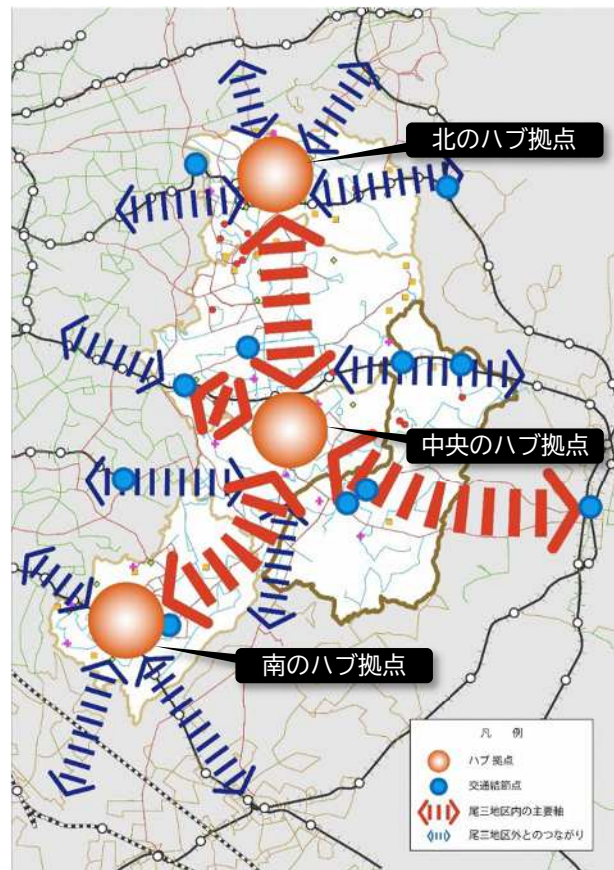 北のハブ拠点
中央のハブ拠点
南のハブ拠点
凡 例
ハブ拠点
交通結節点
尾三地区内の主要軸
尾三地区外とのつながり